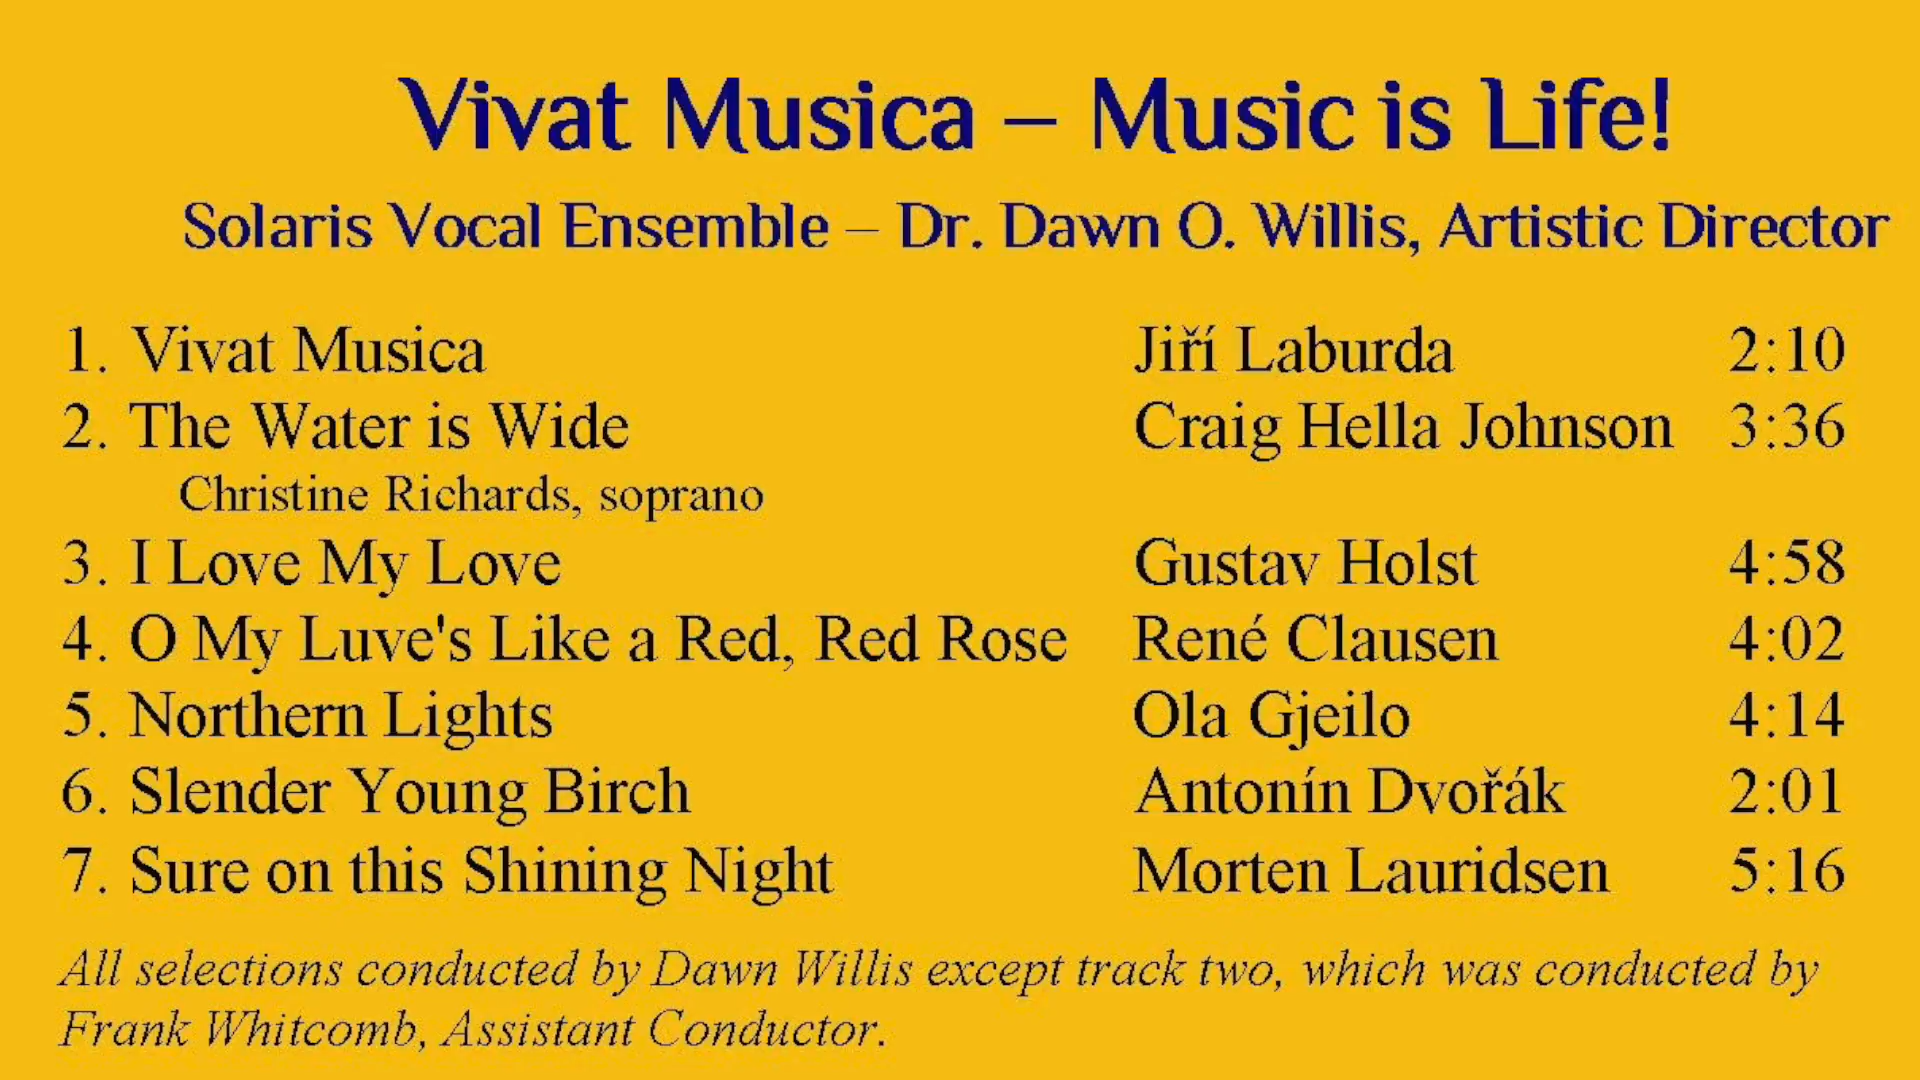 Vivat Musica – Music is Life!
Solaris Vocal Ensemble – Dr. Dawn O. Willis, Artistic Director
1. Vivat Musica Jiří Laburda 2:10
2. The Water is Wide Craig Hella Johnson 3:36
Christine Richards, soprano
3. I Love My Love Gustav Holst 4:58
4. O My Luve's Like a Red, Red Rose René Clausen 4:02
5. Northern Lights Ola Gjeilo 4:14
6. Slender Young Birch Antonín Dvořák 2:01
7. Sure on this Shining Night Morten Lauridsen 5:16
All selections conducted by Dawn Willis except track two, which was conducted by
Frank Whitcomb, Assistant Conductor.